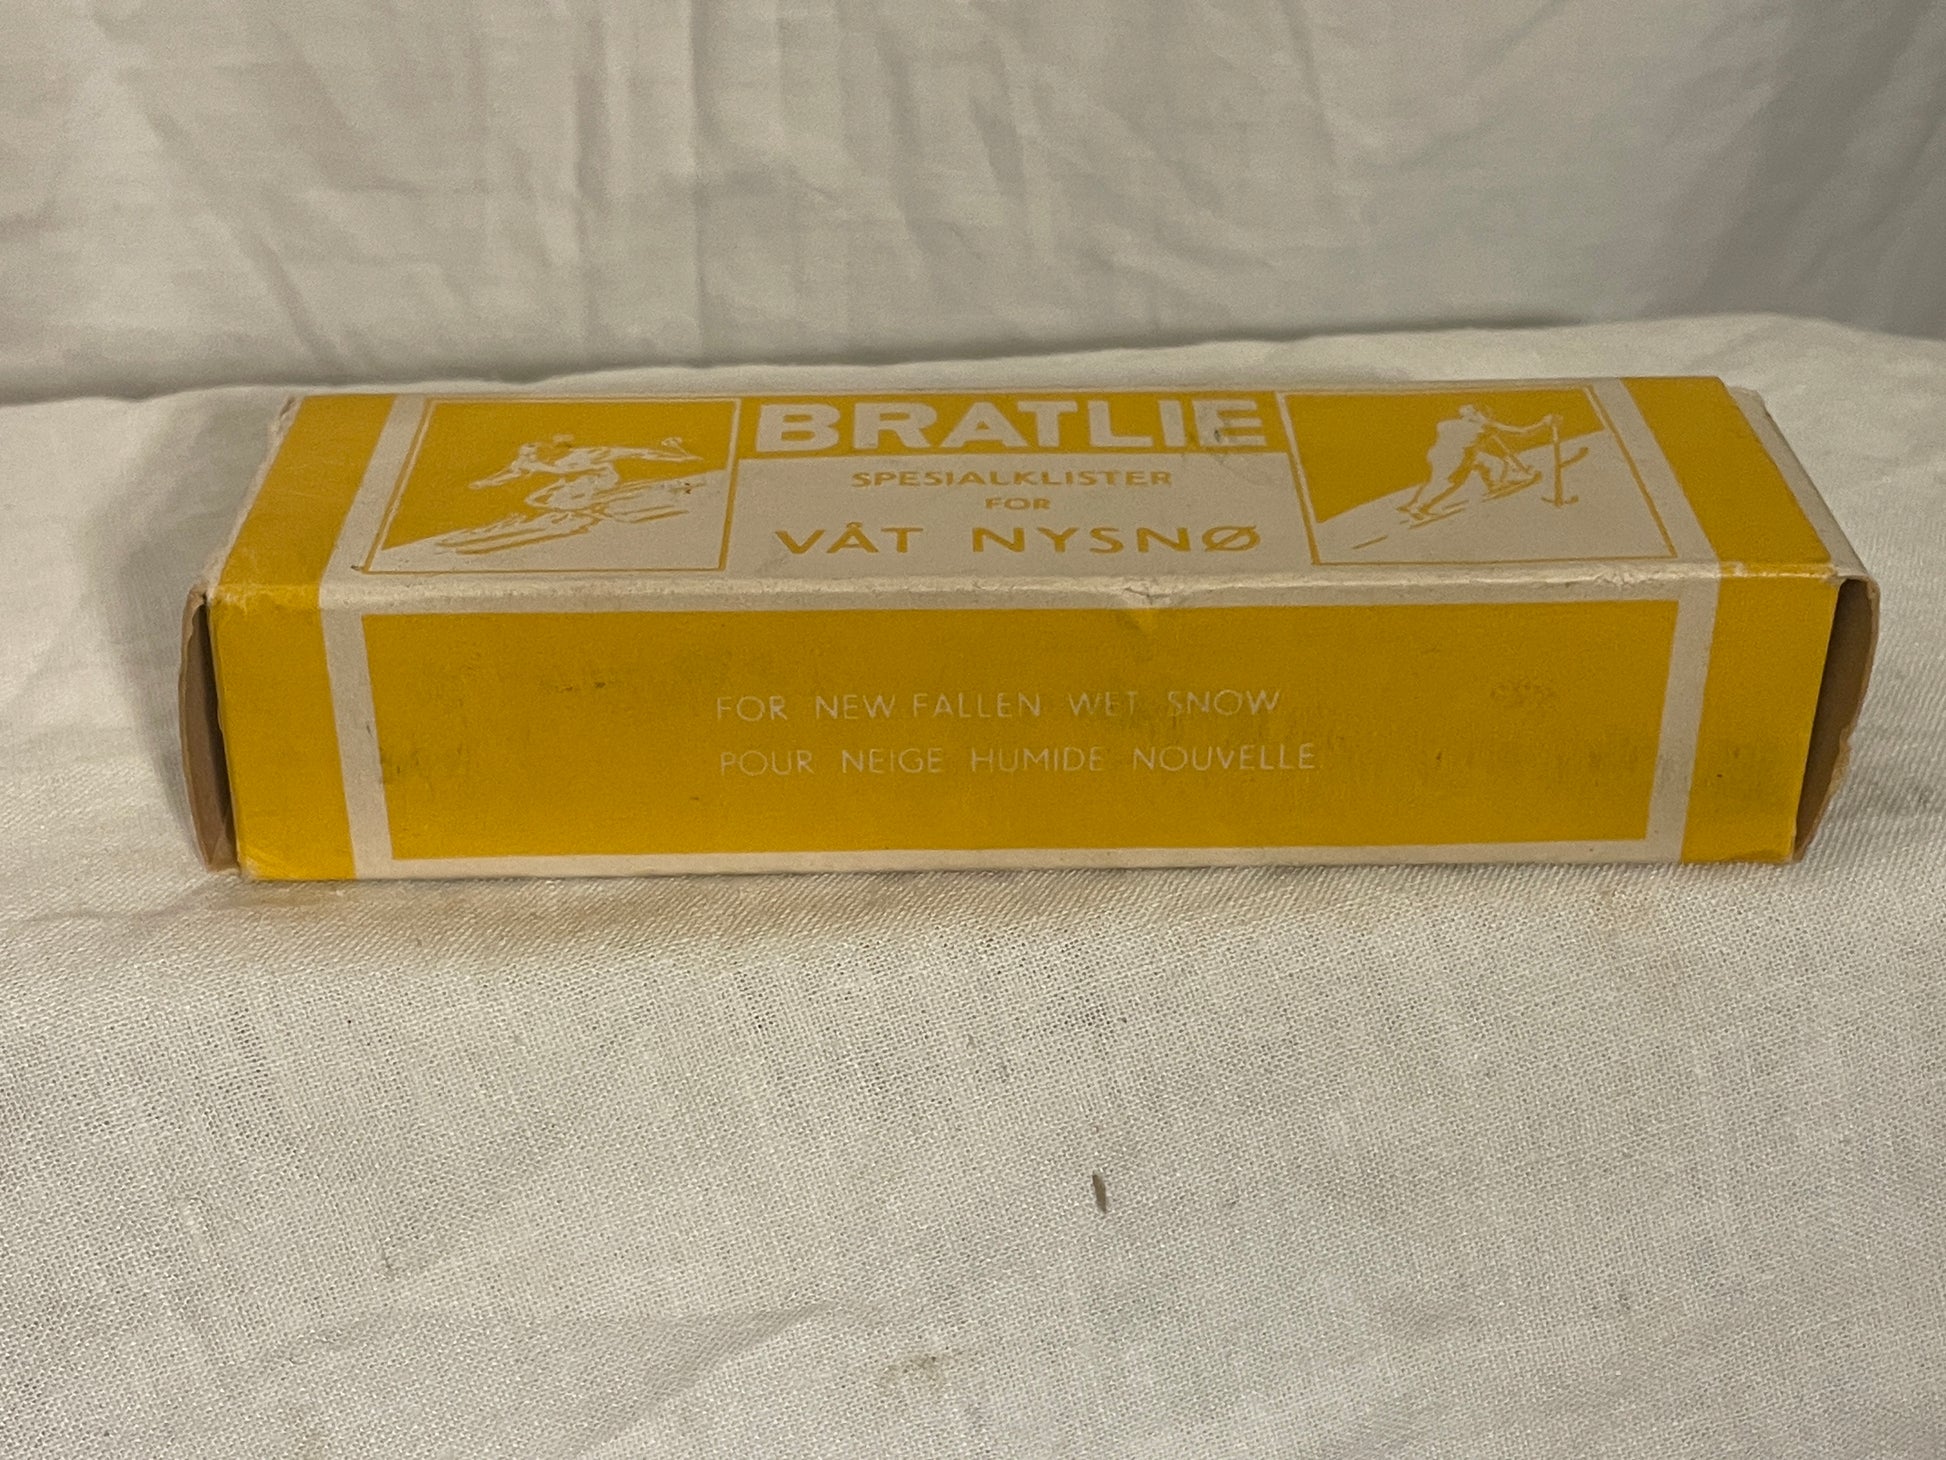 BRATLIE
SPESIALKLISTER
FOR
VÅT NYSNØ
FOR NEW FALLEN WET SNOW
POUR NEIGE HUMIDE NOUVELLE